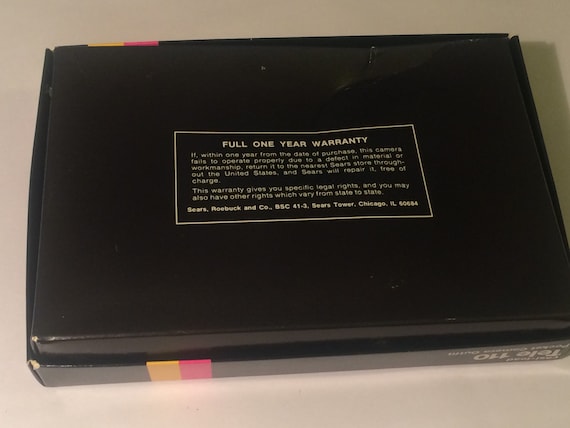 FULL ONE YEAR WARRANTY
If, within one year from the date of purchase, this camera
fails to operate properly due to a defect in material or
workmanship, return it to the nearest Sears store through-
out the United States, and Sears will repair it, free of
charge.
This warranty gives you specific legal rights, and you may
also have other rights which vary from state to state.
Sears, Roebuck and Co., BSC 41-3, Sears Tower, Chicago, IL 60684
Tele 110